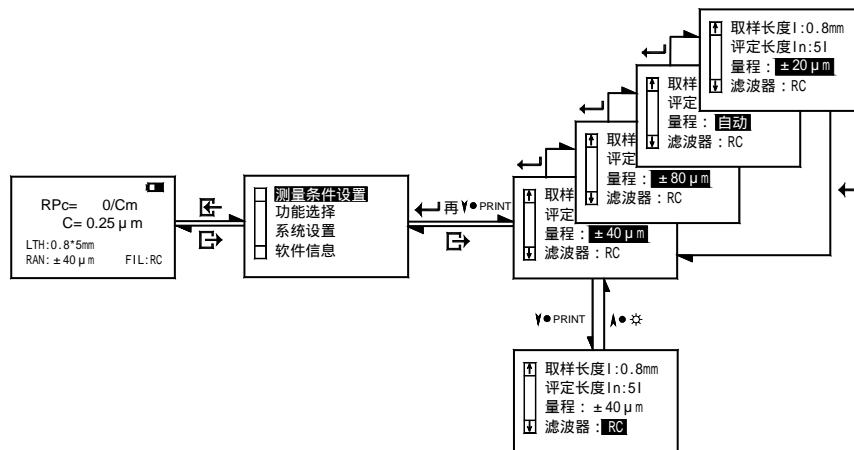 取样长度l:0.8mm
评定长度ln:5l
量程：±20μm
滤波器：RC
取样
评定
量程：自动
滤波器：RC
取样
评定
量程：±80μm
滤波器：RC
取样
评定
量程：±40μm
滤波器：RC
RPc= 0/Cm
C= 0.25μm
LTH:0.8*5mm
RAN:±40μm FIL:RC
测量条件设置
功能选择
系统设置
软件信息
再 PRINT
PRINT
取样长度l:0.8mm
评定长度ln:5l
量程：±40μm
滤波器：RC